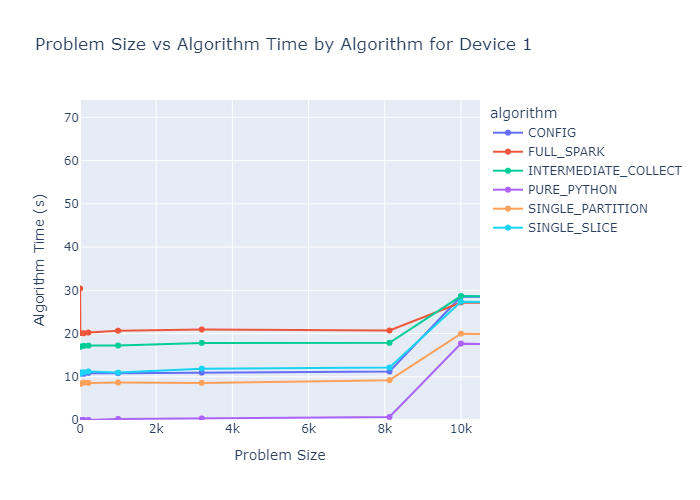 Problem Size vs Algorithm Time by Algorithm for Device 1
algorithm
CONFIG
FULL_SPARK
INTERMEDIATE_COLLECT
PURE_PYTHON
SINGLE_PARTITION
SINGLE_SLICE
Algorithm Time (s)
70
60
50
40
30
20
10
0
0
2k
4k
6k
8k
10k
Problem Size